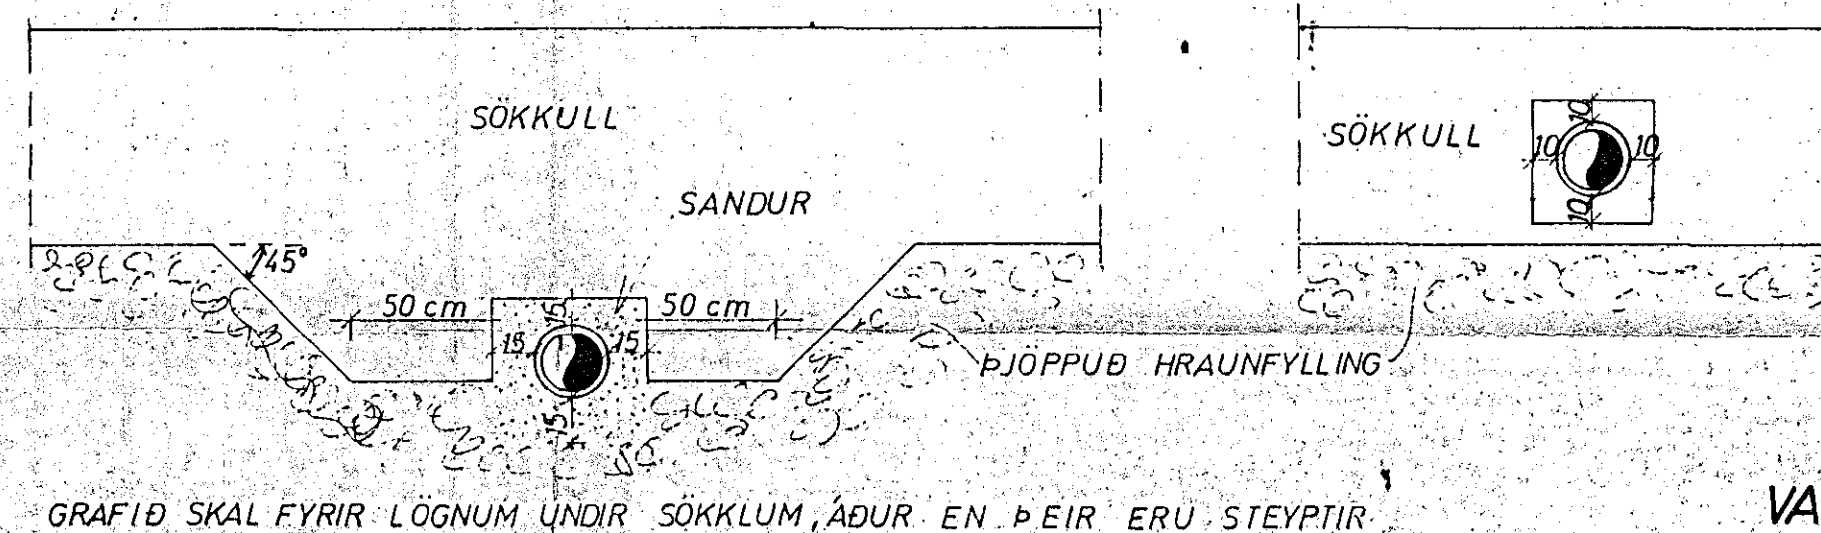 SÖKKULL
SANDUR
45°
50 cm
50 cm
15
15
15
15
SÖKKULL
10
10
10
10
ÞJÖPPUÐ HRAUNFYLLING
GRAFIÐ SKAL FYRIR LÖGNUM UNDIR SÖKKLUM, ÁÐUR EN ÞEIR ERU STEYPTIR
VA